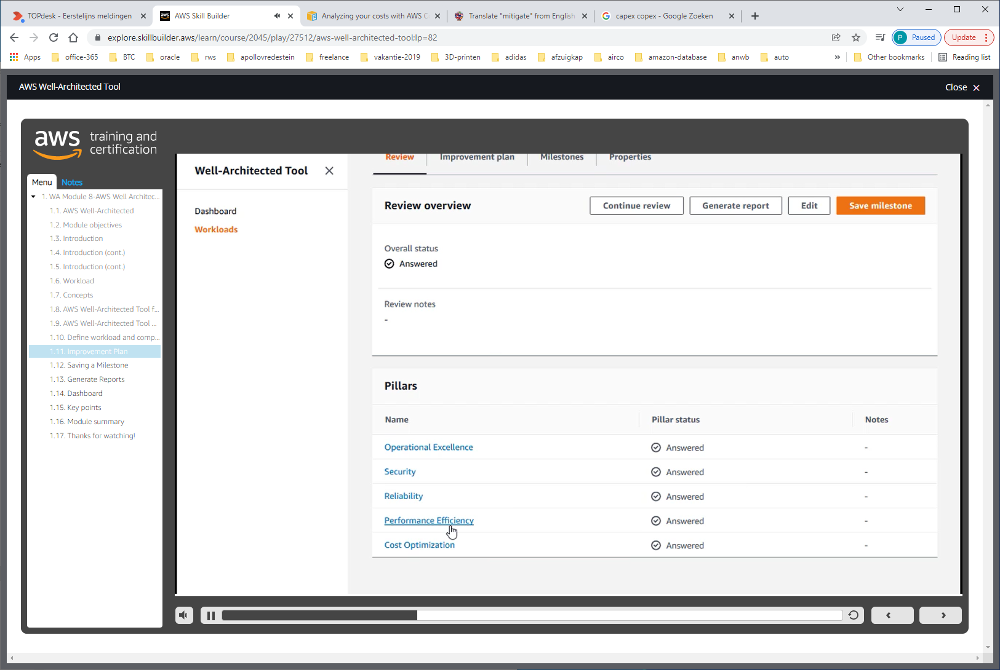 TOPdesk - Eerstelijns meldingen
AWS Skill Builder
Analyzing your costs with AWS C
Translate "mitigate" from English
capex copex - Google Zoeken
explore.skillbuilder.aws/learn/course/2045/play/27512/aws-well-architected-tool;lp=82
P Paused
Update
Apps office-365 BTC oracle rws apollovredestein freelance vakantie-2019 3D-printen adidas afzuigkap airco amazon-database anwb auto » Other bookmarks Reading list
AWS Well-Architected Tool
Close
aws training and
certification
Menu Notes
1. WA Module 8-AWS Well Architec...
1.1. AWS Well-Architected
1.2. Module objectives
1.3. Introduction
1.4. Introduction (cont.)
1.5. Introduction (cont.)
1.6. Workload
1.7. Concepts
1.8. AWS Well-Architected Tool f...
1.9. AWS Well-Architected Tool ...
1.10. Define workload and comp...
1.11. Improvement Plan
1.12. Saving a Milestone
1.13. Generate Reports
1.14. Dashboard
1.15. Key points
1.16. Module summary
1.17. Thanks for watching!
Well-Architected Tool
Dashboard
Workloads
Review Improvement plan Milestones Properties
Review overview Continue review Generate report Edit Save milestone
Overall status
Answered
Review notes
-
Pillars
Name Pillar status Notes
Operational Excellence Answered -
Security Answered -
Reliability Answered -
Performance Efficiency Answered -
Cost Optimization Answered -